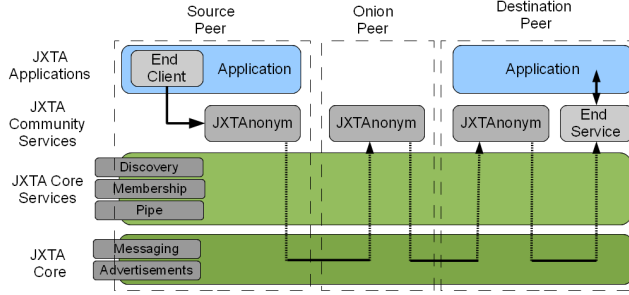 Source
Peer
Onion
Peer
Destination
Peer
JXTA
Applications
End
Client
Application
Application
JXTA
Community
Services
JXTAnonym
JXTAnonym
JXTAnonym
End
Service
JXTA Core
Services
Discovery
Membership
Pipe
JXTA
Core
Messaging
Advertisements